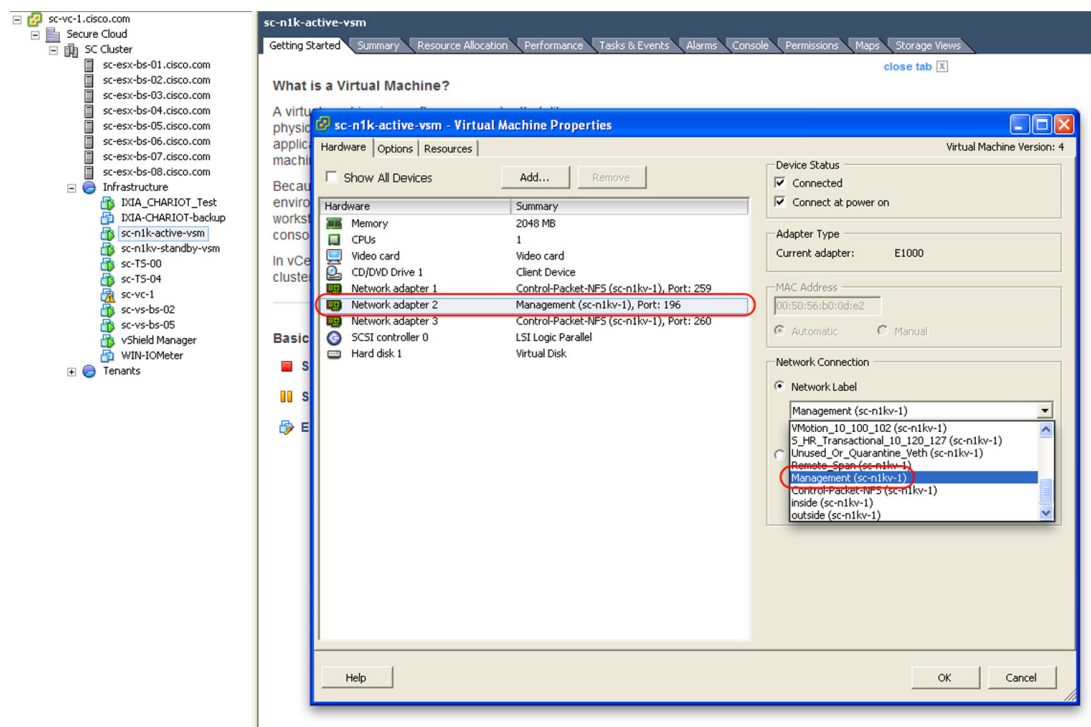 sc-vc-1.cisco.com
Secure Cloud
SC Cluster
sc-esx-bs-01.cisco.com
sc-esx-bs-02.cisco.com
sc-esx-bs-03.cisco.com
sc-esx-bs-04.cisco.com
sc-esx-bs-05.cisco.com
sc-esx-bs-06.cisco.com
sc-esx-bs-07.cisco.com
sc-esx-bs-08.cisco.com
Infrastructure
IXIA_CHARIOT_Test
IXIA-CHARIOT-backup
sc-n1k-active-vsm
sc-n1kv-standby-vsm
sc-TS-00
sc-TS-04
sc-vc-1
sc-vs-bs-02
sc-vs-bs-05
vShield Manager
WIN-IOMeter
Tenants
sc-n1k-active-vsm
Getting Started Summary Resource Allocation Performance Tasks & Events Alarms Console Permissions Maps Storage Views
close tab X
What is a Virtual Machine?
A virtu
physic
applica
machi
Becau
enviro
workst
conso
In vCe
cluste
Basic
S
S
E
sc-n1k-active-vsm - Virtual Machine Properties
Hardware Options Resources Virtual Machine Version: 4
Show All Devices Add... Remove
Hardware Summary
Memory 2048 MB
CPUs 1
Video card Video card
CD/DVD Drive 1 Client Device
Network adapter 1 Control-Packet-NFS (sc-n1kv-1), Port: 259
Network adapter 2 Management (sc-n1kv-1), Port: 196
Network adapter 3 Control-Packet-NFS (sc-n1kv-1), Port: 260
SCSI controller 0 LSI Logic Parallel
Hard disk 1 Virtual Disk
Device Status
Connected
Connect at power on
Adapter Type
Current adapter: E1000
MAC Address
00:50:56:b0:0d:e2
Automatic Manual
Network Connection
Network Label
Management (sc-n1kv-1)
VMotion_10_100_102 (sc-n1kv-1)
S_HR_Transactional_10_120_127 (sc-n1kv-1)
Unused_Or_Quarantine_Veth (sc-n1kv-1)
Remote_Span (sc-n1kv-1)
Management (sc-n1kv-1)
Control-Packet-NFS (sc-n1kv-1)
inside (sc-n1kv-1)
outside (sc-n1kv-1)
Help OK Cancel